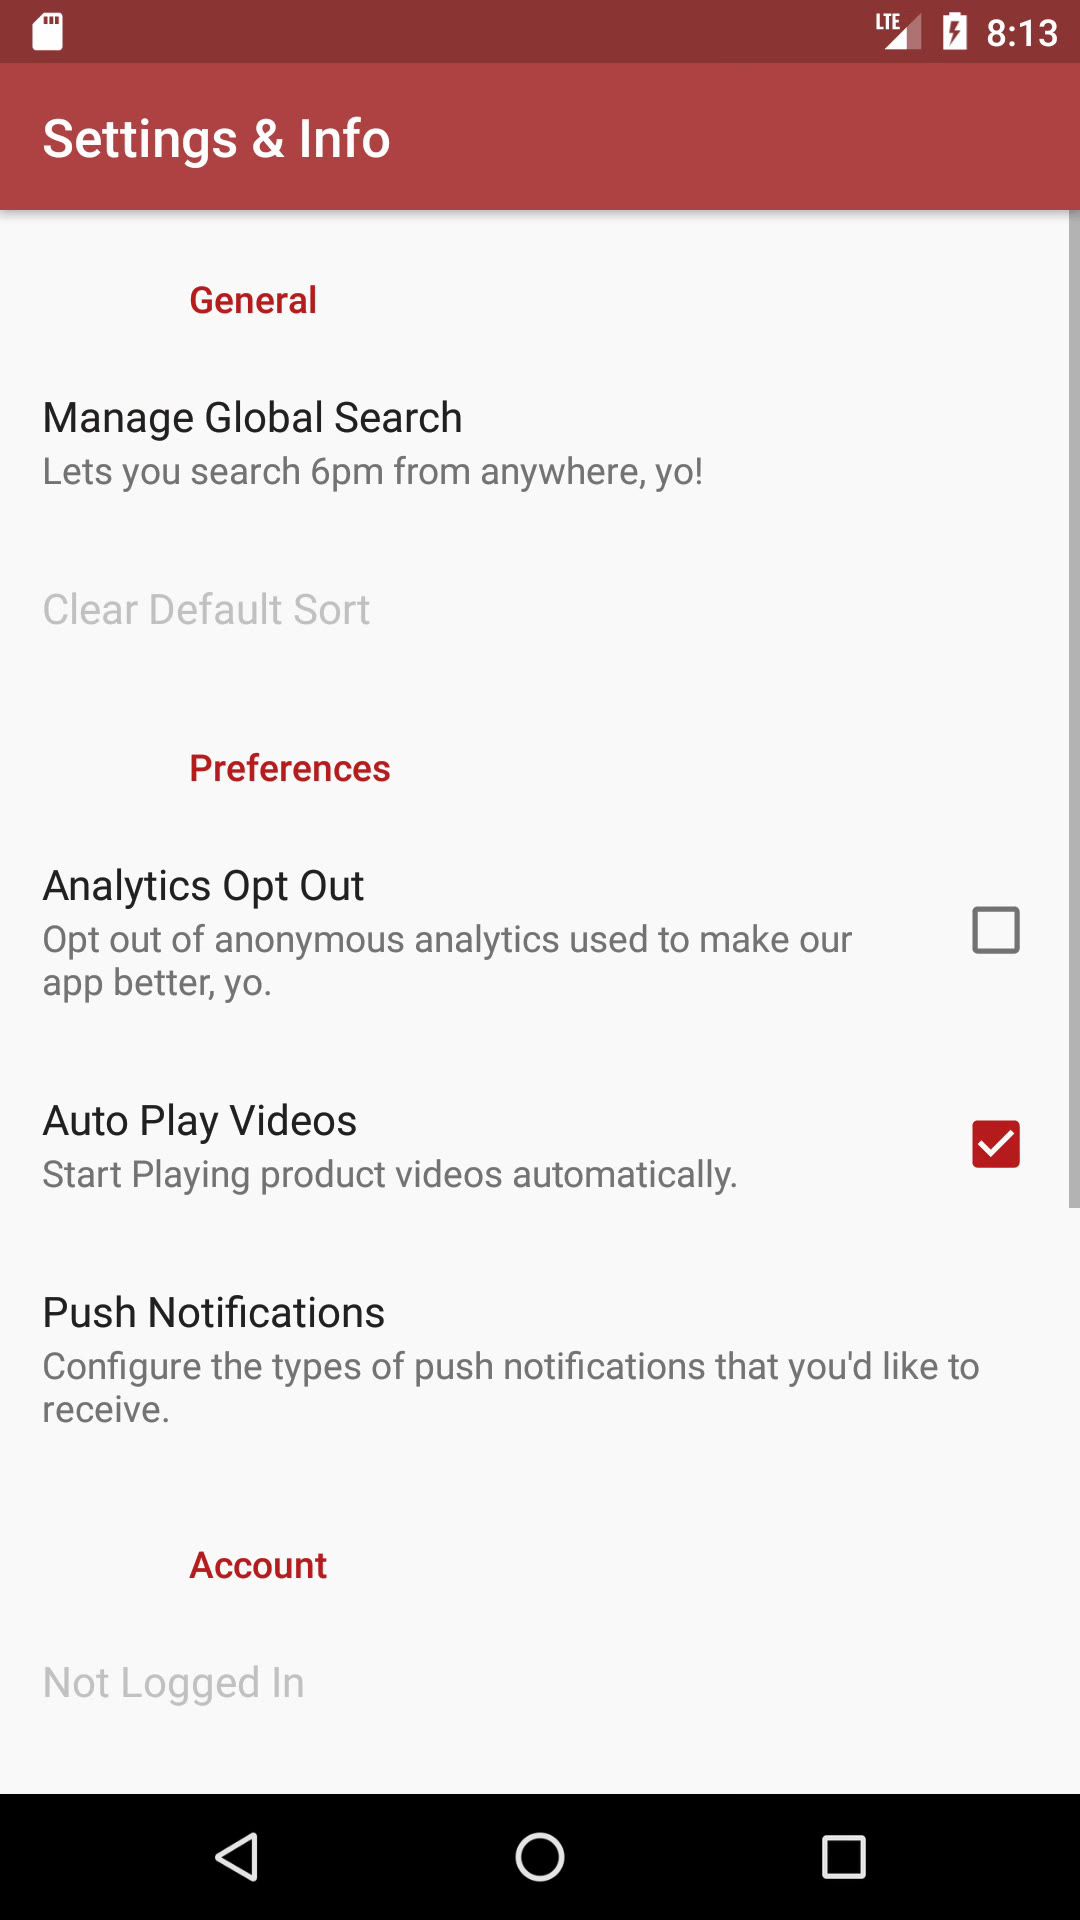 LTE 8:13
Settings & Info
General
Manage Global Search
Lets you search 6pm from anywhere, yo!
Clear Default Sort
Preferences
Analytics Opt Out
Opt out of anonymous analytics used to make our
app better, yo.
Auto Play Videos
Start Playing product videos automatically.
Push Notifications
Configure the types of push notifications that you'd like to
receive.
Account
Not Logged In